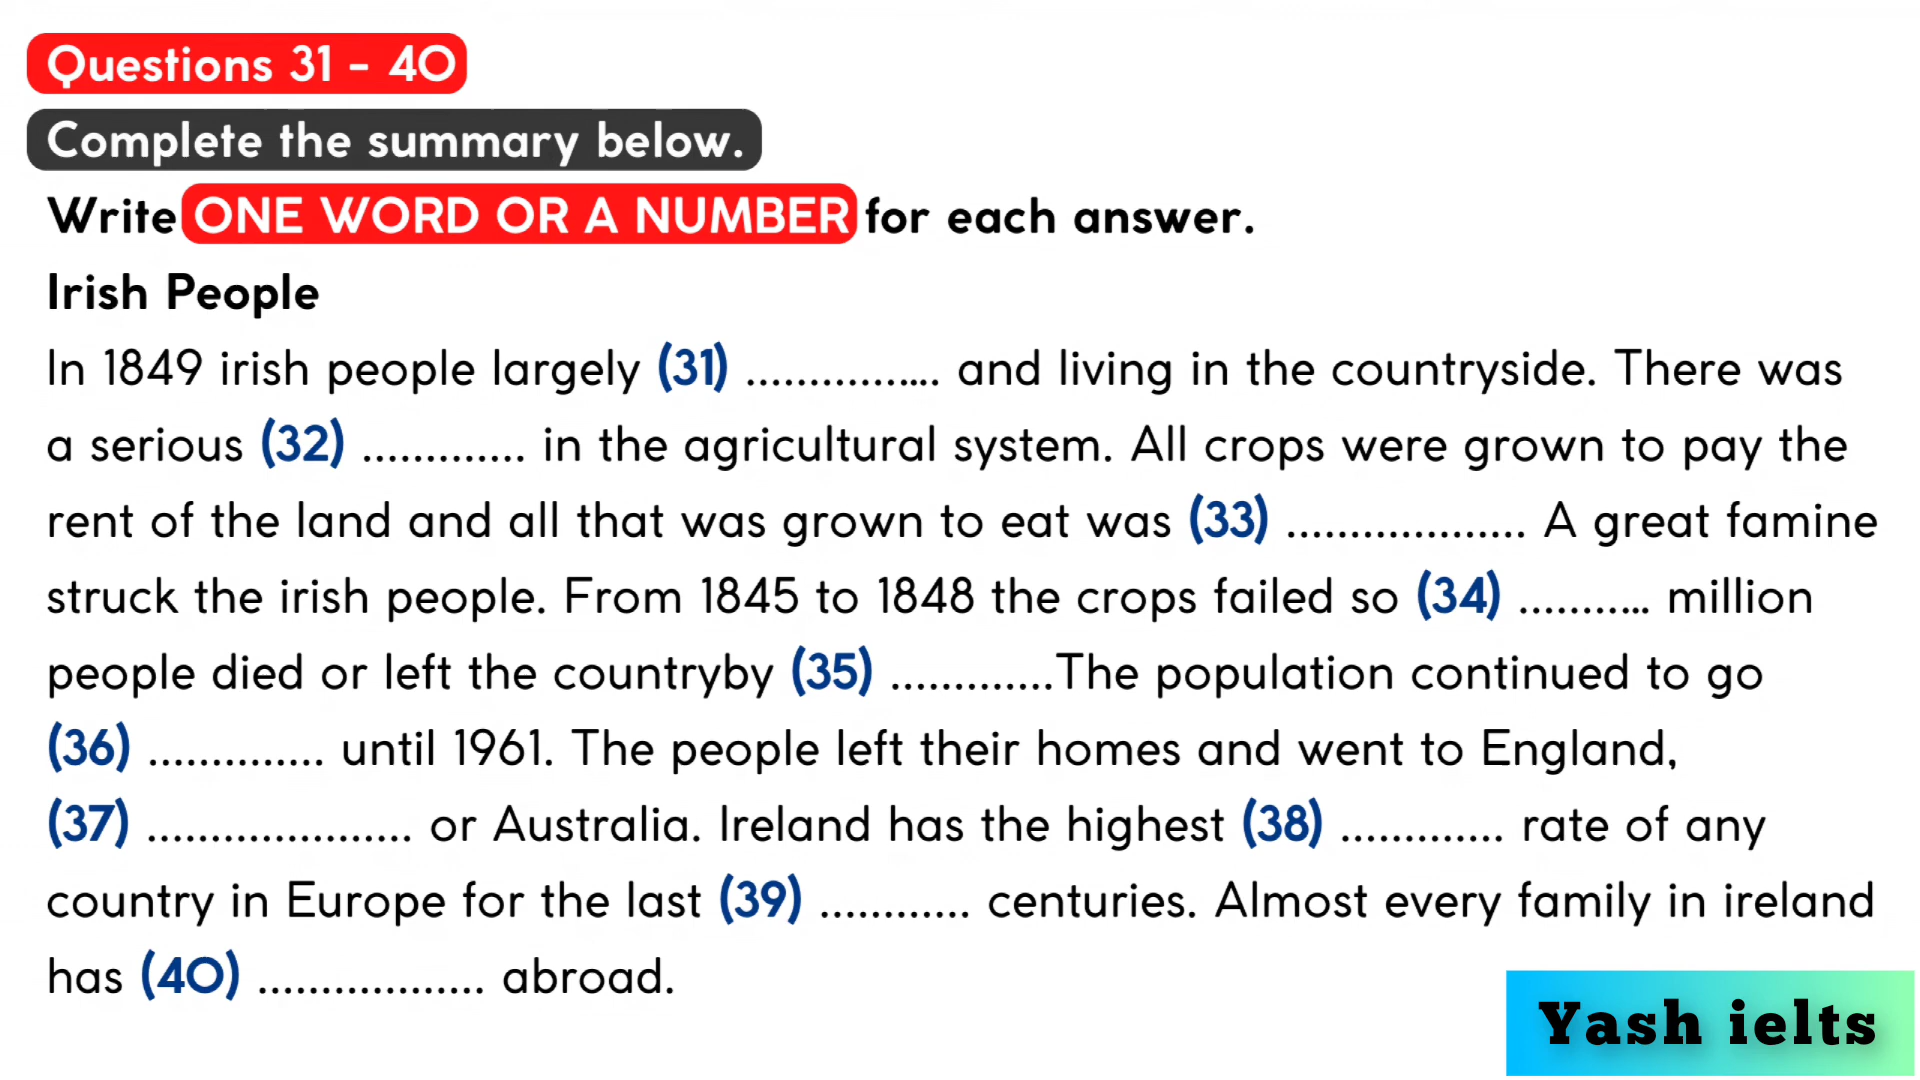 Questions 31 - 40
Complete the summary below.
Write ONE WORD OR A NUMBER for each answer.
Irish People
In 1849 irish people largely (31) ................ and living in the countryside. There was
a serious (32) ............. in the agricultural system. All crops were grown to pay the
rent of the land and all that was grown to eat was (33) ................... A great famine
struck the irish people. From 1845 to 1848 the crops failed so (34) ........... million
people died or left the countryby (35) .............The population continued to go
(36) .............. until 1961. The people left their homes and went to England,
(37) ..................... or Australia. Ireland has the highest (38) ............. rate of any
country in Europe for the last (39) ............ centuries. Almost every family in ireland
has (40) .................. abroad.
Yash ielts